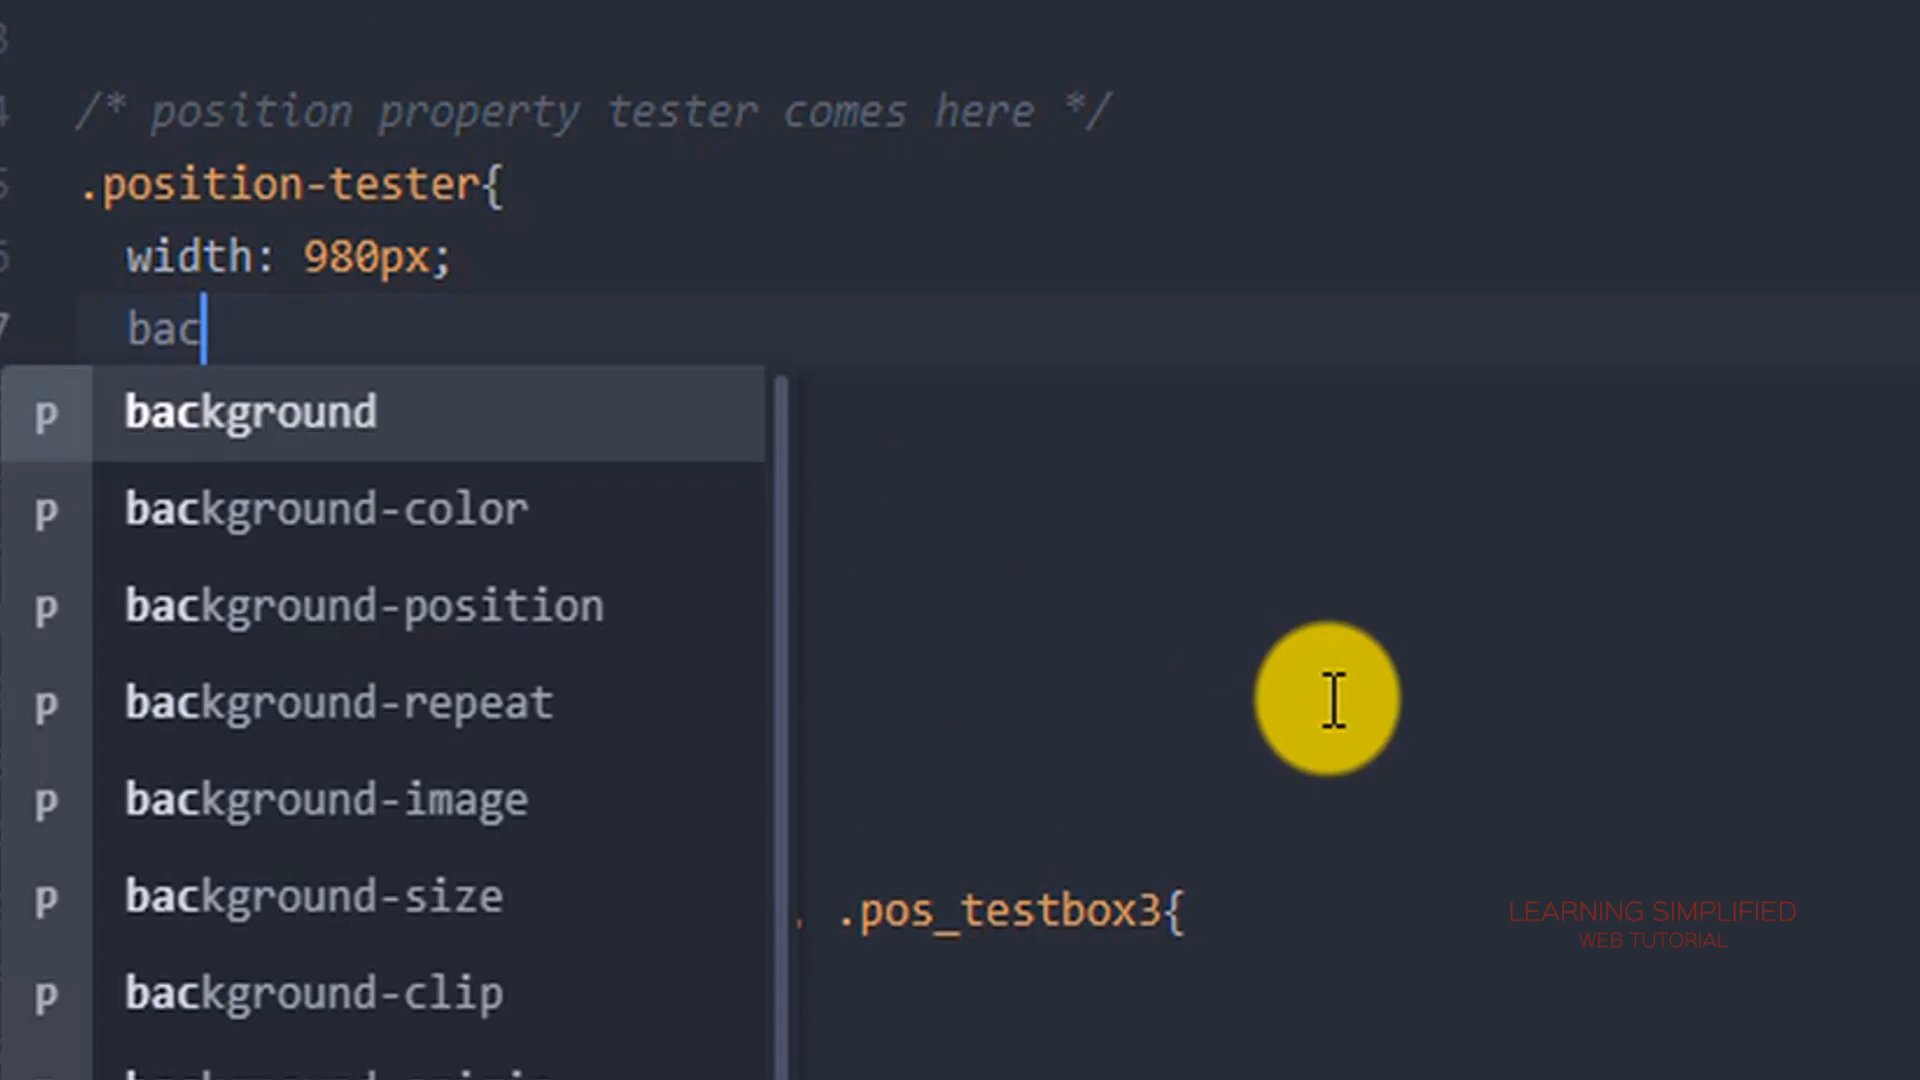 /* position property tester comes here */
.position-tester{
width: 980px;
bac
p background
p background-color
p background-position
p background-repeat
p background-image
p background-size
, .pos_testbox3{
p background-clip
LEARNING SIMPLIFIED
WEB TUTORIAL